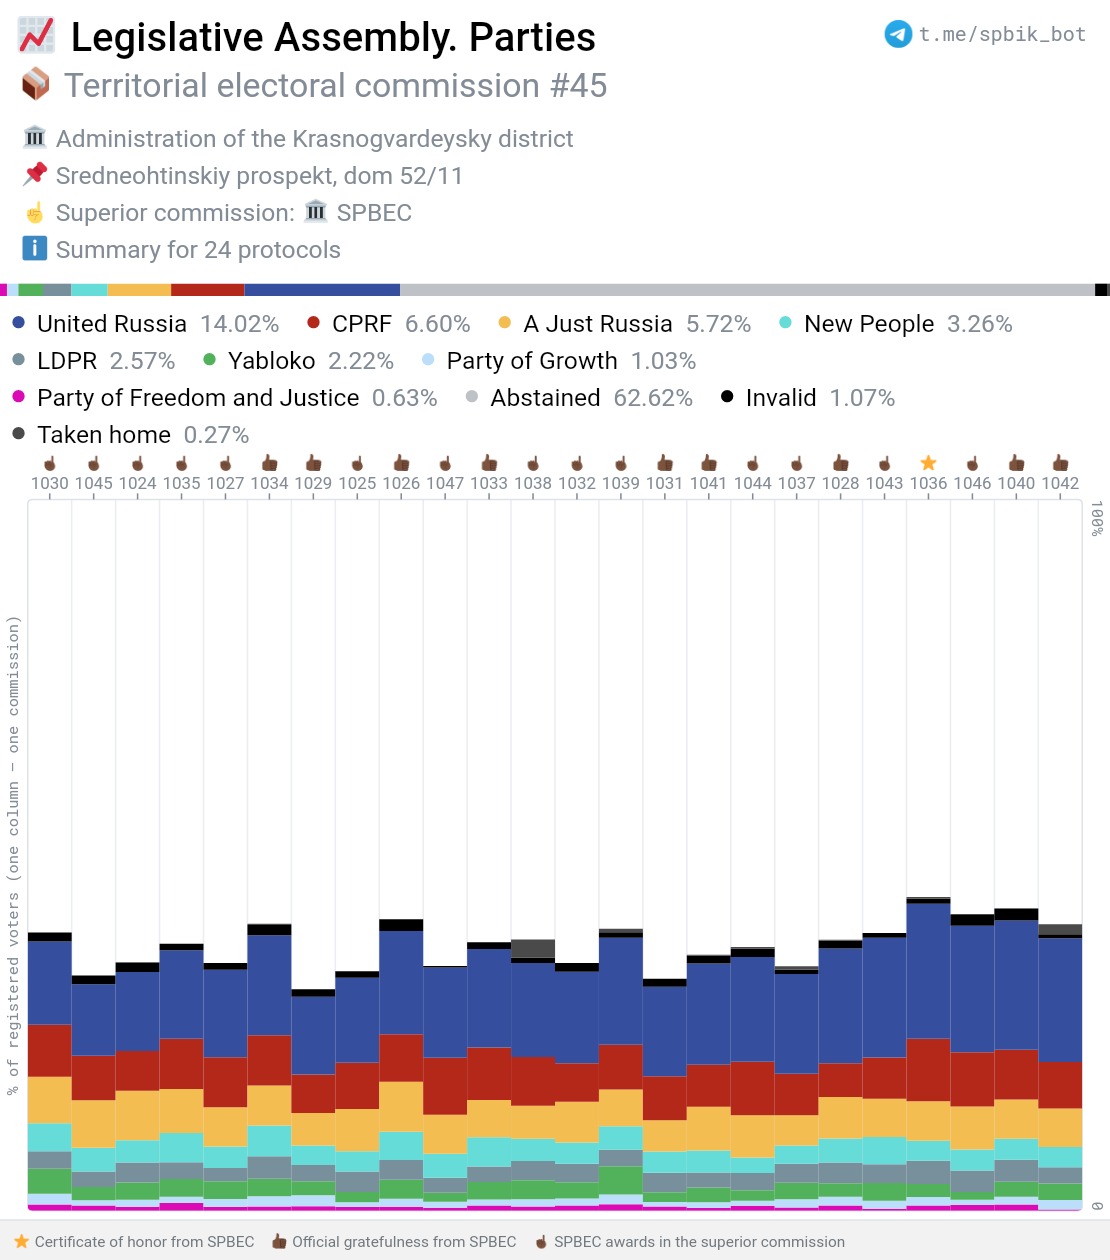 Legislative Assembly. Parties
t.me/spbik_bot
Territorial electoral commission #45
Administration of the Krasnogvardeysky district
Sredneohtinskiy prospekt, dom 52/11
Superior commission: SPBEC
Summary for 24 protocols
United Russia 14.02% CPRF 6.60% A Just Russia 5.72% New People 3.26%
LDPR 2.57% Yabloko 2.22% Party of Growth 1.03%
Party of Freedom and Justice 0.63% Abstained 62.62% Invalid 1.07%
Taken home 0.27%
1030 1045 1024 1035 1027 1034 1029 1025 1026 1047 1033 1038 1032 1039 1031 1041 1044 1037 1028 1043 1036 1046 1040 1042
100%
% of registered voters (one column – one commission)
0
Certificate of honor from SPBEC Official gratefulness from SPBEC SPBEC awards in the superior commission